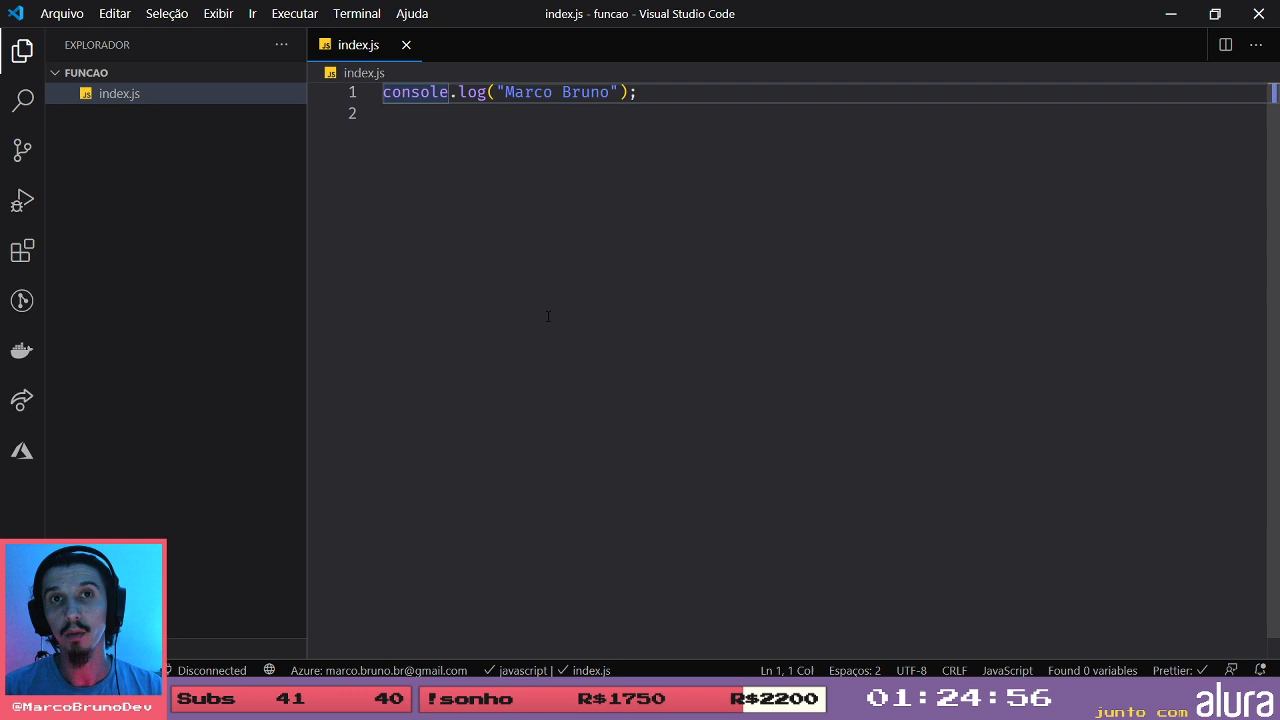 Arquivo Editar Seleção Exibir Ir Executar Terminal Ajuda
index.js - funcao - Visual Studio Code
EXPLORADOR
index.js
FUNCAO
index.js
index.js
1 console.log("Marco Bruno");
2
Disconnected
Azure: marco.bruno.br@gmail.com
javascript | index.js
Ln 1, 1 Col
Espaços: 2
UTF-8
CRLF
JavaScript
Found 0 variables
Prettier:
@MarcoBrunoDev
Subs 41 40
!sonho R$1750 R$2200
01:24:56
junto com alura